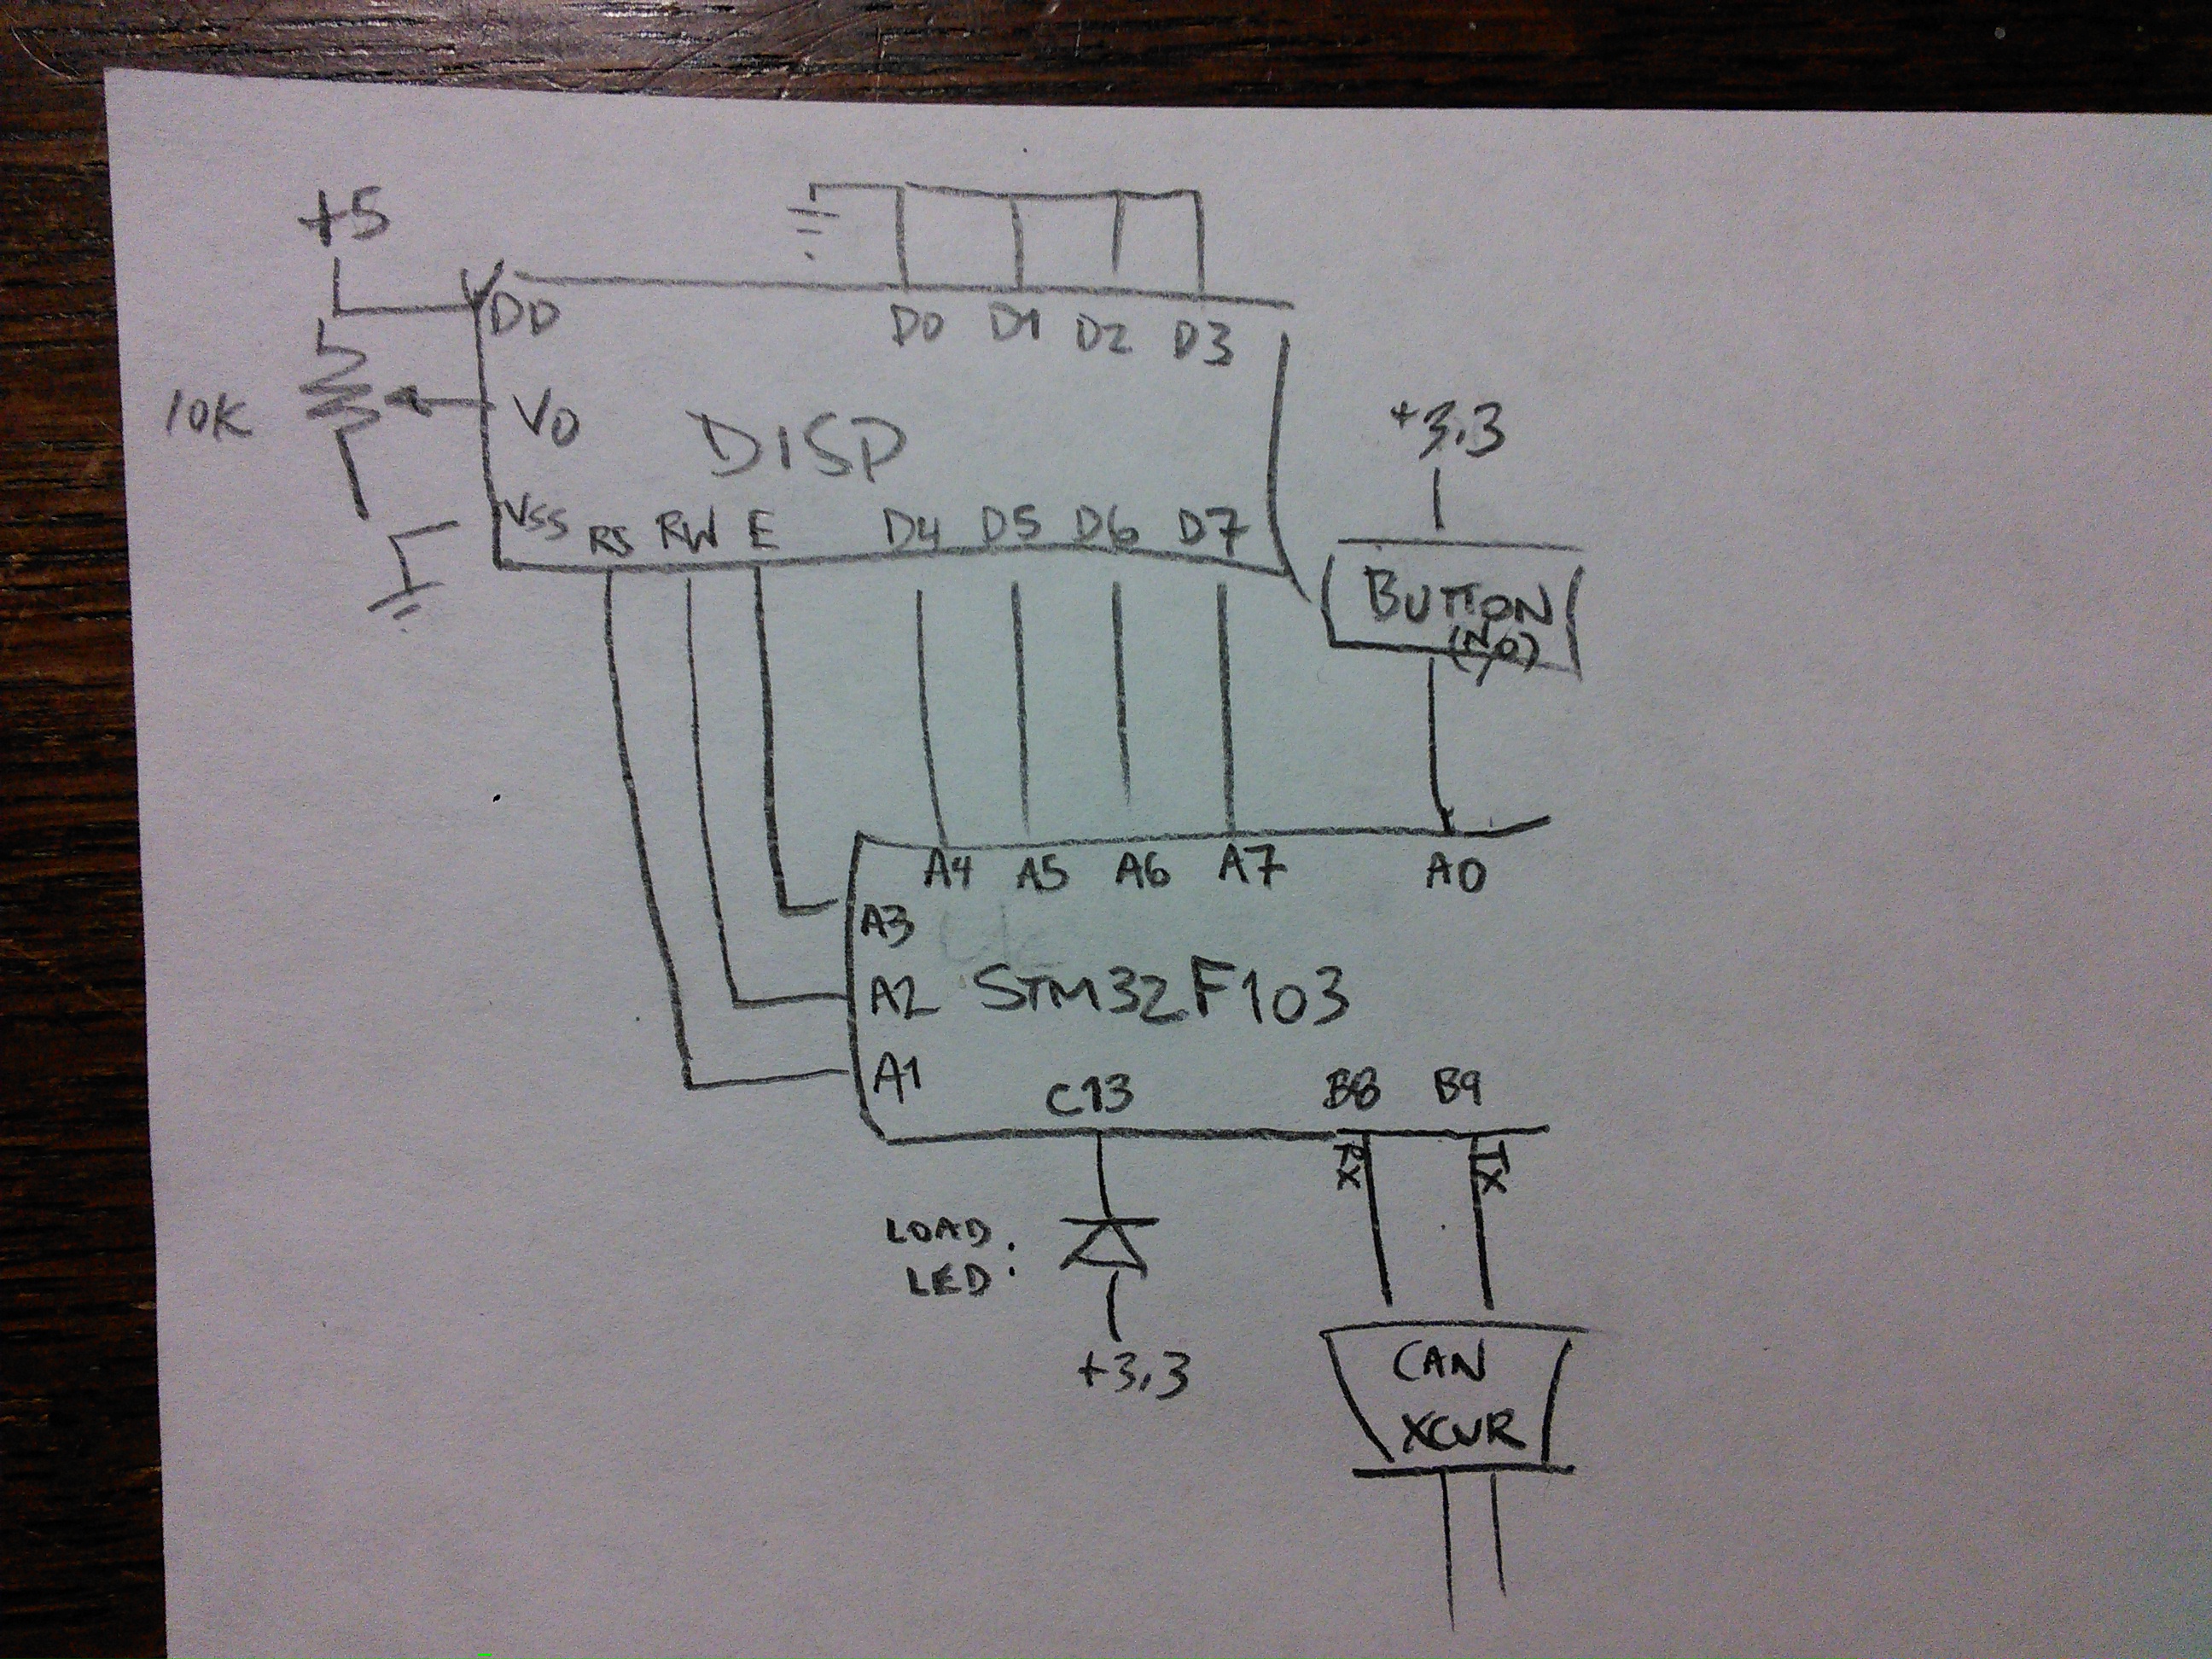 +5
VDD
D0 D1 D2 D3
10K
V0
DISP
+3.3
VSS RS RW E D4 D5 D6 D7
BUTTON
(N/O)
A4 A5 A6 A7 A0
A3
A2 STM32F103
A1
C13 B8 B9
TX
LOAD
LED:
+3.3
CAN
XCVR